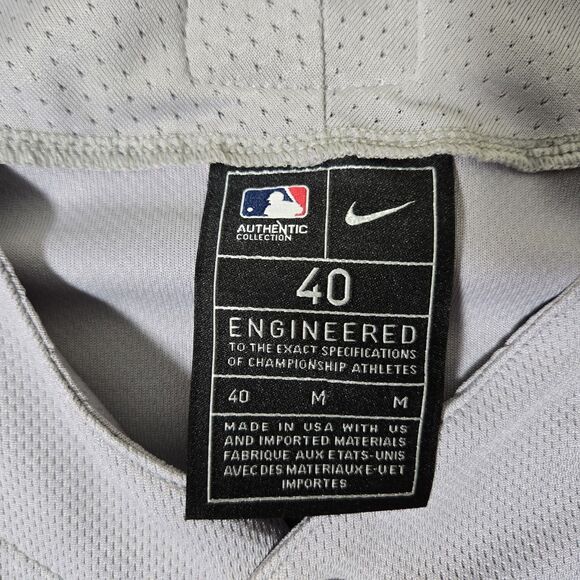 AUTHENTIC
COLLECTION
40
ENGINEERED
TO THE EXACT SPECIFICATIONS
OF CHAMPIONSHIP ATHLETES
40 M M
MADE IN USA WITH US
AND IMPORTED MATERIALS
FABRIQUE AUX ETATS-UNIS
AVEC DES MATERIAUX E-U ET
IMPORTES